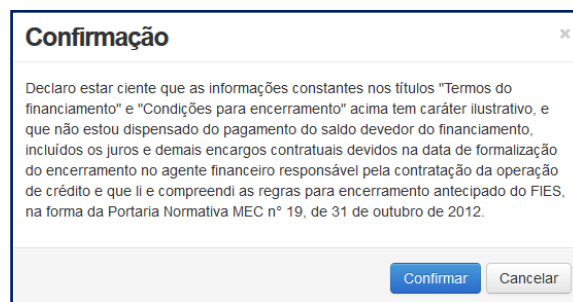 Confirmação
×
Declaro estar ciente que as informações constantes nos títulos "Termos do
financiamento" e "Condições para encerramento" acima tem caráter ilustrativo, e
que não estou dispensado do pagamento do saldo devedor do financiamento,
incluídos os juros e demais encargos contratuais devidos na data de formalização
do encerramento no agente financeiro responsável pela contratação da operação
de crédito e que li e compreendi as regras para encerramento antecipado do FIES,
na forma da Portaria Normativa MEC n° 19, de 31 de outubro de 2012.
Confirmar Cancelar